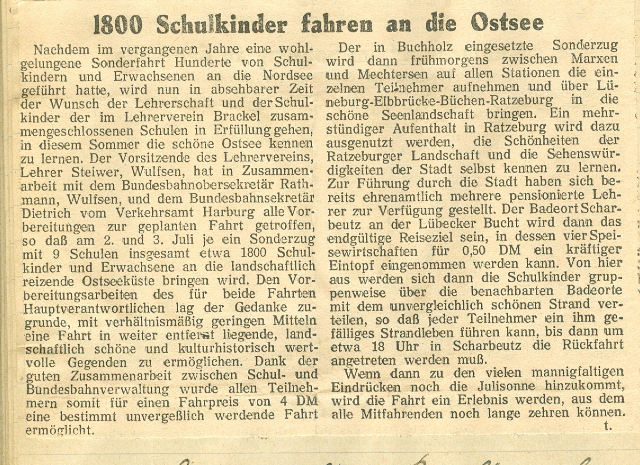 1800 Schulkinder fahren an die Ostsee
Nachdem im vergangenen Jahre eine wohl-
gelungene Sonderfahrt Hunderte von Schul-
kindern und Erwachsenen an die Nordsee
geführt hatte, wird nun in absehbarer Zeit
der Wunsch der Lehrerschaft und der Schul-
kinder der im Lehrerverein Brackel zusam-
mengeschlossenen Schulen in Erfüllung gehen,
in diesem Sommer die schöne Ostsee kennen
zu lernen. Der Vorsitzende des Lehrervereins,
Lehrer Steiwer, Wulfsen, hat in Zusammen-
arbeit mit dem Bundesbahnobersekretär Rath-
mann, Wulfsen, und dem Bundesbahnsekretär
Dietrich vom Verkehrsamt Harburg alle Vor-
bereitungen zur geplanten Fahrt getroffen,
so daß am 2. und 3. Juli je ein Sonderzug
mit 9 Schulen insgesamt etwa 1800 Schul-
kinder und Erwachsene an die landschaftlich
reizende Ostseeküste bringen wird. Den Vor-
bereitungsarbeiten des für beide Fahrten
Hauptverantwortlichen lag der Gedanke zu-
grunde, mit verhältnismäßig geringen Mitteln
eine Fahrt in weiter entfernt liegende, land-
schaftlich schöne und kulturhistorisch wert-
volle Gegenden zu ermöglichen. Dank der
guten Zusammenarbeit zwischen Schul- und
Bundesbahnverwaltung wurde allen Teilneh-
mern somit für einen Fahrpreis von 4 DM
eine bestimmt unvergeßlich werdende Fahrt
ermöglicht.
Der in Buchholz eingesetzte Sonderzug
wird dann frühmorgens zwischen Marxen
und Mechtersen auf allen Stationen die ein-
zelnen Teilnehmer aufnehmen und über Lü-
neburg-Elbbrücke-Büchen-Ratzeburg in die
schöne Seenlandschaft bringen. Ein mehr-
stündiger Aufenthalt in Ratzeburg wird dazu
ausgenutzt werden, die Schönheiten der
Ratzeburger Landschaft und die Sehenswür-
digkeiten der Stadt selbst kennen zu lernen.
Zur Führung durch die Stadt haben sich be-
reits ehrenamtlich mehrere pensionierte Leh-
rer zur Verfügung gestellt. Der Badeort Schar-
beutz an der Lübecker Bucht wird dann das
endgültige Reiseziel sein, in dessen vier Spei-
sewirtschaften für 0,50 DM ein kräftiger
Eintopf eingenommen werden kann. Von hier
aus werden sich dann die Schulkinder grup-
penweise über die benachbarten Badeorte
mit dem unvergleichlich schönen Strand ver-
teilen, so daß jeder Teilnehmer ein ihm ge-
fälliges Strandleben führen kann, bis dann um
etwa 18 Uhr in Scharbeutz die Rückfahrt
angetreten werden muß.
Wenn dann zu den vielen mannigfaltigen
Eindrücken noch die Julisonne hinzukommt,
wird die Fahrt ein Erlebnis werden, aus dem
alle Mitfahrenden noch lange zehren können.
t.